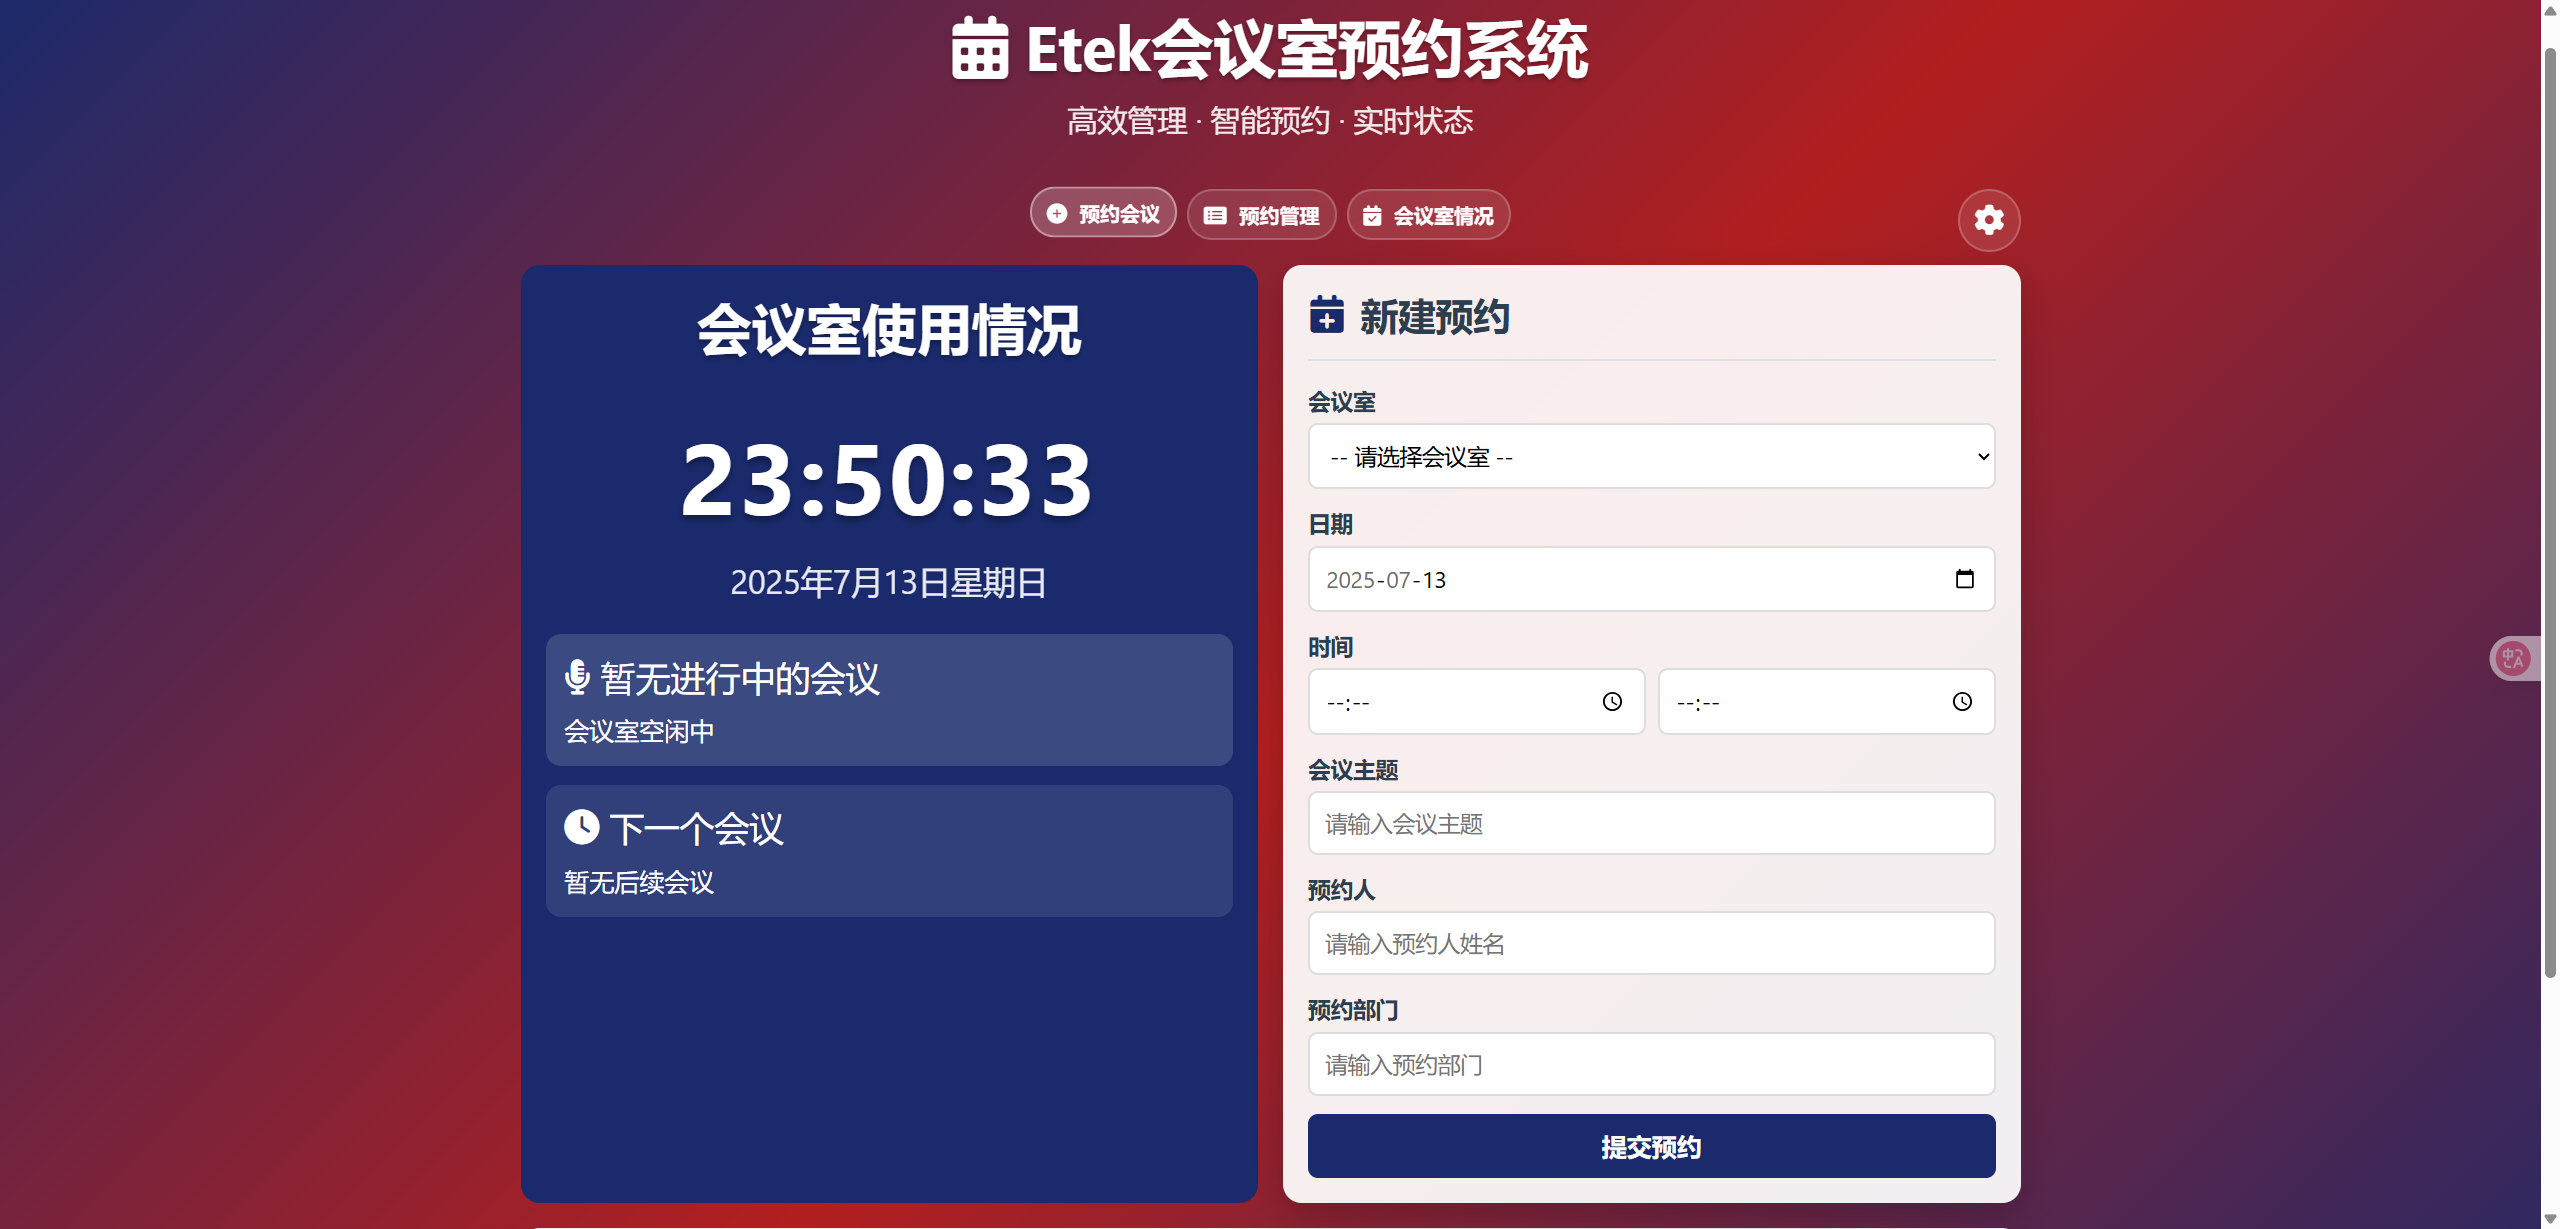 Etek会议室预约系统
高效管理 · 智能预约 · 实时状态
预约会议
预约管理
会议室情况
会议室使用情况
23:50:33
2025年7月13日星期日
暂无进行中的会议
会议室空闲中
下一个会议
暂无后续会议
新建预约
会议室
-- 请选择会议室 --
日期
2025-07-13
时间
--:--
--:--
会议主题
请输入会议主题
预约人
请输入预约人姓名
预约部门
请输入预约部门
提交预约
中 A